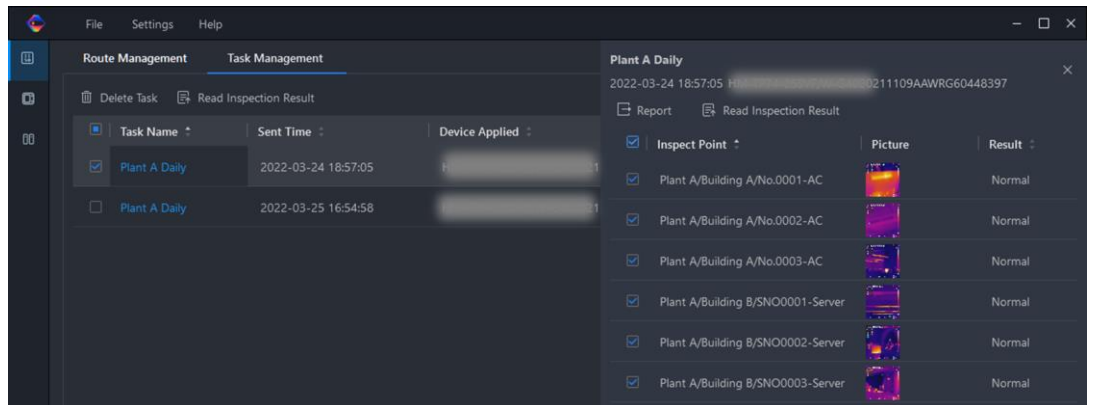 File Settings Help
Route Management Task Management
Delete Task Read Inspection Result
Task Name Sent Time Device Applied
Plant A Daily 2022-03-24 18:57:05
Plant A Daily 2022-03-25 16:54:58
Plant A Daily
2022-03-24 18:57:05 0211109AAWRG60448397
Report Read Inspection Result
Inspect Point Picture Result
Plant A/Building A/No.0001-AC Normal
Plant A/Building A/No.0002-AC Normal
Plant A/Building A/No.0003-AC Normal
Plant A/Building B/SNO0001-Server Normal
Plant A/Building B/SNO0002-Server Normal
Plant A/Building B/SNO0003-Server Normal